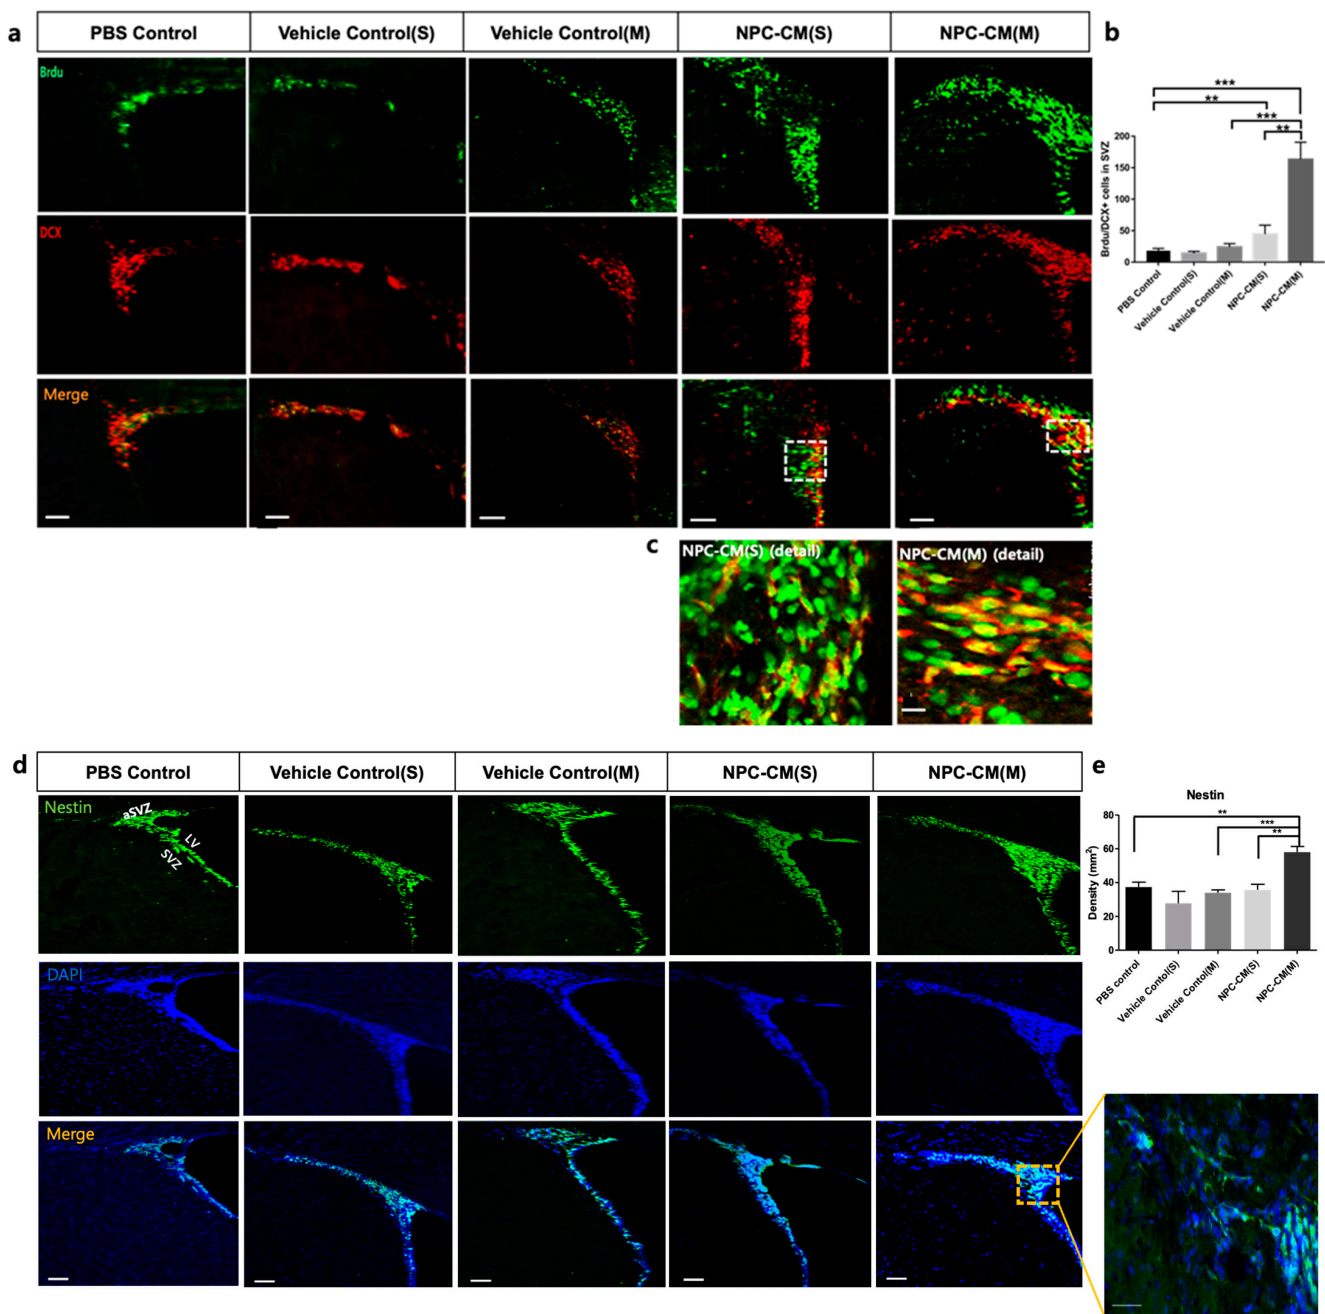 a
PBS Control
Vehicle Control(S)
Vehicle Control(M)
NPC-CM(S)
NPC-CM(M)
Brdu
DCX
Merge
b
***
**
***
**
Brdu/DCX+ cells in SVZ
200
150
100
50
0
PBS Control
Vehicle Control(S)
Vehicle Control(M)
NPC-CM(S)
NPC-CM(M)
c
NPC-CM(S) (detail)
NPC-CM(M) (detail)
d
PBS Control
Vehicle Control(S)
Vehicle Control(M)
NPC-CM(S)
NPC-CM(M)
Nestin
aSVZ
LV
SVZ
DAPI
Merge
e
Nestin
**
***
**
Density (mm²)
80
60
40
20
0
PBS control
Vehicle Contol(S)
Vehicle Contol(M)
NPC-CM(S)
NPC-CM(M)